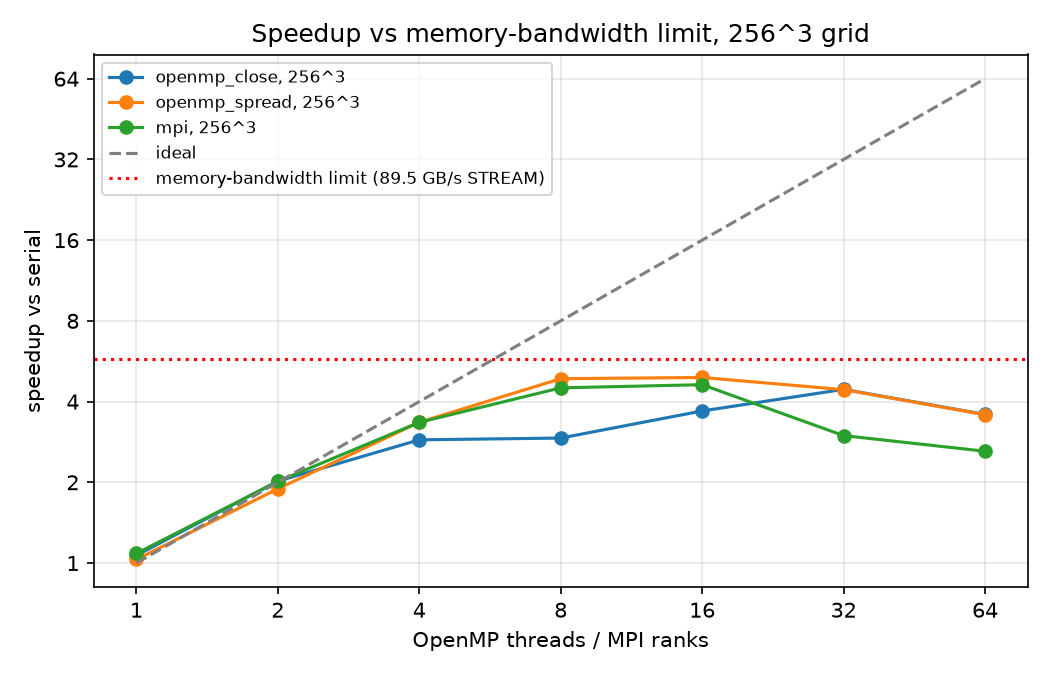 Speedup vs memory-bandwidth limit, 256^3 grid
openmp_close, 256^3
openmp_spread, 256^3
mpi, 256^3
ideal
memory-bandwidth limit (89.5 GB/s STREAM)
speedup vs serial
64
32
16
8
4
2
1
1 2 4 8 16 32 64
OpenMP threads / MPI ranks